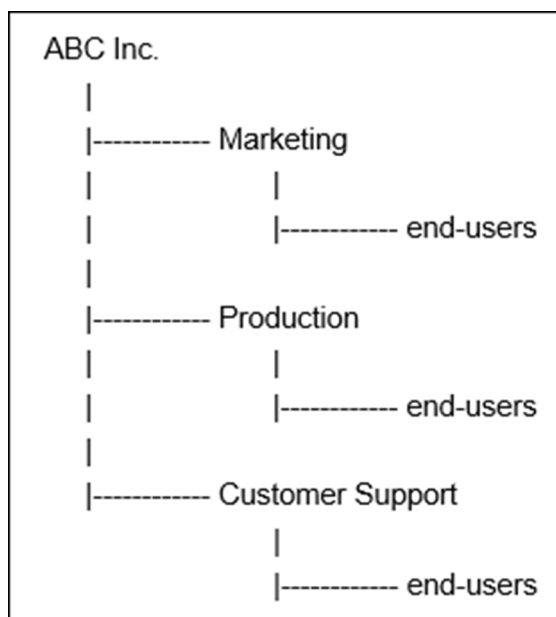 ABC Inc.
|
|----------- Marketing
| |
| |----------- end-users
|
|----------- Production
| |
| |----------- end-users
|
|----------- Customer Support
|
|----------- end-users